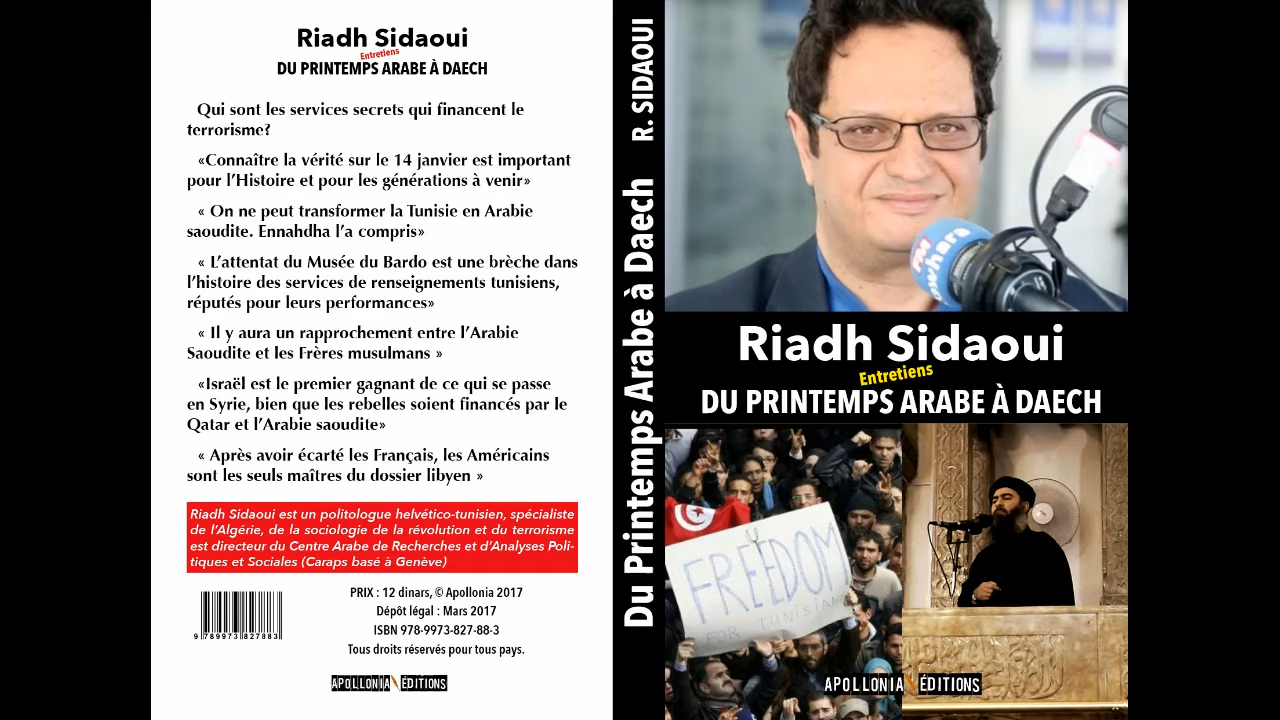 Riadh Sidaoui
Entretiens
DU PRINTEMPS ARABE À DAECH
Qui sont les services secrets qui financent le
terrorisme?
«Connaître la vérité sur le 14 janvier est important
pour l’Histoire et pour les générations à venir»
« On ne peut transformer la Tunisie en Arabie
saoudite. Ennahdha l’a compris»
« L’attentat du Musée du Bardo est une brèche dans
l’histoire des services de renseignements tunisiens,
réputés pour leurs performances»
« Il y aura un rapprochement entre l’Arabie
Saoudite et les Frères musulmans »
«Israël est le premier gagnant de ce qui se passe
en Syrie, bien que les rebelles soient financés par le
Qatar et l’Arabie saoudite»
« Après avoir écarté les Français, les Américains
sont les seuls maîtres du dossier libyen »
Riadh Sidaoui est un politologue helvético-tunisien, spécialiste
de l’Algérie, de la sociologie de la révolution et du terrorisme
est directeur du Centre Arabe de Recherches et d’Analyses Poli-
tiques et Sociales (Caraps basé à Genève)
9 789973 827883
PRIX : 12 dinars, © Apollonia 2017
Dépôt légal : Mars 2017
ISBN 978-9973-827-88-3
Tous droits réservés pour tous pays.
APOLLONIA ÉDITIONS
Du Printemps Arabe à Daech R. SIDAOUI
FM
Riadh Sidaoui
Entretiens
DU PRINTEMPS ARABE À DAECH
FREEDOM
FOR TUNISIAN
APOLLONIA ÉDITIONS